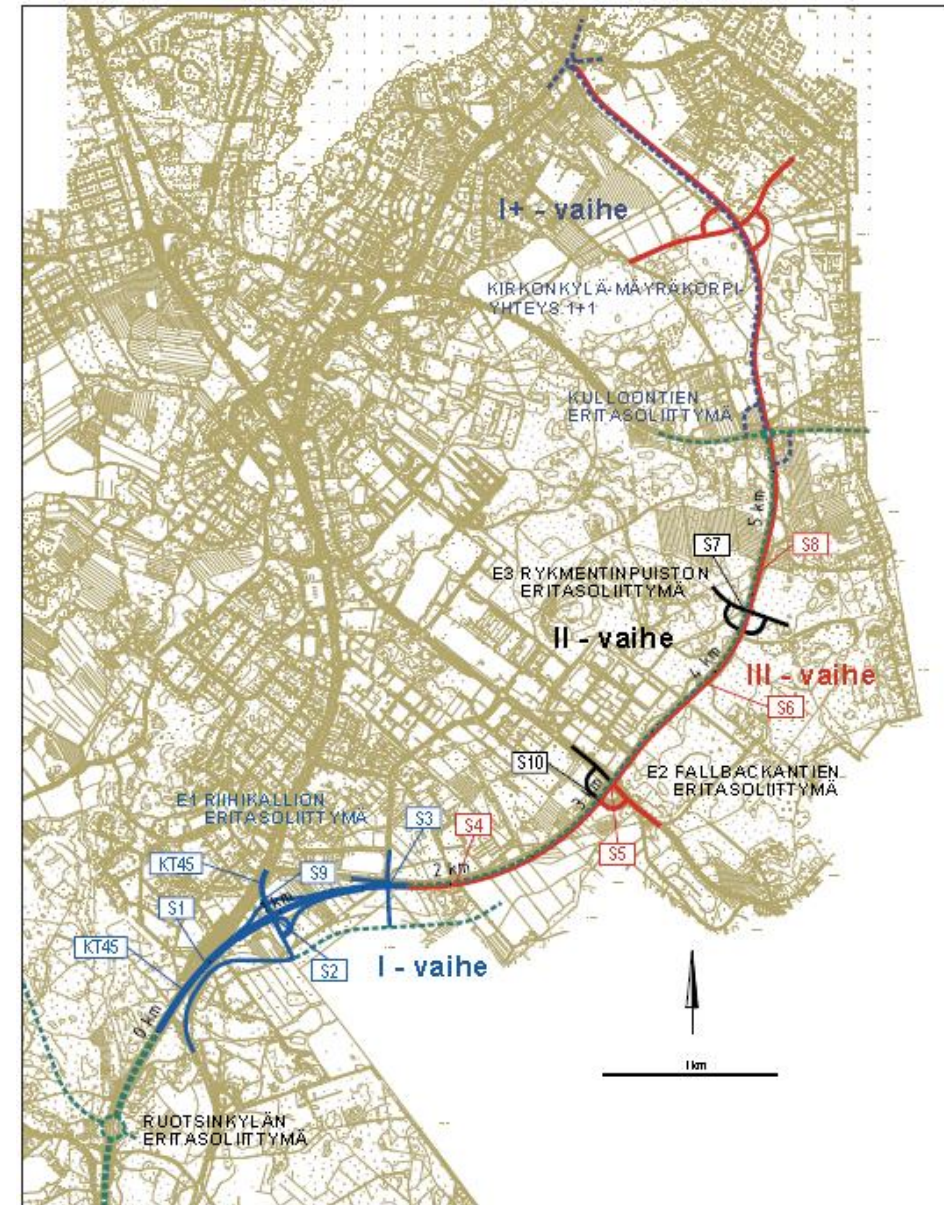 I+ - vaihe
KIRKONKYLÄ-MÄYRÄKORPI-
YHTEYS 1+1
KULLOONTIEN
ERITASOLIITTYMÄ
5 km
S7
S8
E3 RYKMENTINPUISTON
ERITASOLIITTYMÄ
II - vaihe
4 km
III - vaihe
S6
S10
E2 FALLBACKANTIEN
ERITASOLIITTYMÄ
3 km
E1 RIIHIKALLION
ERITASOLIITTYMÄ
S3
S4
S5
KT45
S9
2 km
km
S1
KT45
S2
I - vaihe
0 km
1km
RUOTSINKYLÄN
ERITASOLIITTYMÄ